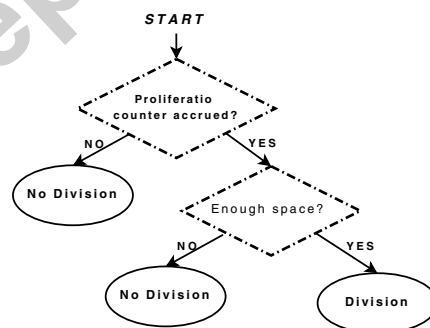 START
Proliferatio
counter accrued?
NO
YES
No Division
Enough space?
NO
YES
No Division
Division